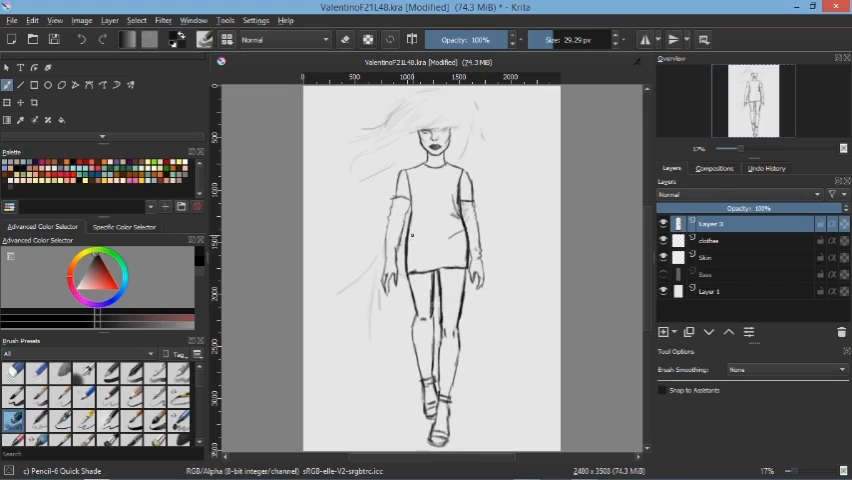 ValentinoF21L48.kra [Modified] (74.3 MiB) * - Krita
File Edit View Image Layer Select Filter Window Tools Settings Help
Normal Opacity: 100% Size: 29.29 px
ValentinoF21L48.kra [Modified] (74.3 MiB)
Overview
0 500 1000 1500 2000
17%
Layers Compositions Undo History
Layers
Normal
Opacity: 100%
Layer 3
clothes
Skin
Base
Layer 1
Palette
Advanced Color Selector Specific Color Selector
Advanced Color Selector
Brush Presets
All Tag
Search
Tool Options
Brush Smoothing: None
Snap to Assistants
c) Pencil-6 Quick Shade RGB/Alpha (8-bit integer/channel) sRGB-elle-V2-srgbtrc.icc 2480 x 3508 (74.3 MiB) 17%